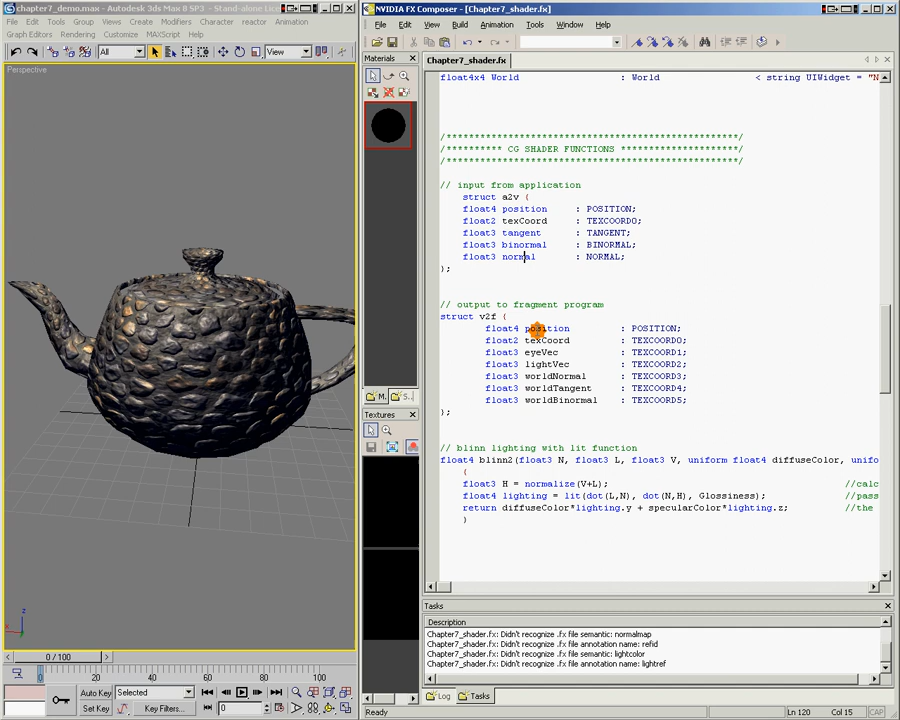 chapter7_demo.max - Autodesk 3ds Max 8 SP3 - Stand-alone Lice
File Edit Tools Group Views Create Modifiers Character reactor Animation
Graph Editors Rendering Customize MAXScript Help
All View
Perspective
0 / 100
0 20 40 60 80 100
Auto Key Selected
Set Key Key Filters... 0
NVIDIA FX Composer - [Chapter7_shader.fx]
File Edit View Tools Window Help
Materials
M. S..
Textures
Chapter7_shader.fx
float4x4 World : World < string UIWidget = "N
/****************************************************/
/********** CG SHADER FUNCTIONS *********************/
/****************************************************/
// input from application
struct a2v {
float4 position : POSITION;
float2 texCoord : TEXCOORD0;
float3 tangent : TANGENT;
float3 binormal : BINORMAL;
float3 normal : NORMAL;
};
// output to fragment program
struct v2f {
float4 position : POSITION;
float2 texCoord : TEXCOORD0;
float3 eyeVec : TEXCOORD1;
float3 lightVec : TEXCOORD2;
float3 worldNormal : TEXCOORD3;
float3 worldTangent : TEXCOORD4;
float3 worldBinormal : TEXCOORD5;
};
// blinn lighting with lit function
float4 blinn2(float3 N, float3 L, float3 V, uniform float4 diffuseColor, unifo
{
float3 H = normalize(V+L); //calc
float4 lighting = lit(dot(L,N), dot(N,H), Glossiness); //pass
return diffuseColor*lighting.y + specularColor*lighting.z; //the
}
Tasks
Description
Chapter7_shader.fx: Didn't recognize .fx file semantic: normalmap
Chapter7_shader.fx: Didn't recognize .fx file annotation name: refid
Chapter7_shader.fx: Didn't recognize .fx file semantic: lightcolor
Chapter7_shader.fx: Didn't recognize .fx file annotation name: lightref
Log Tasks
Ready Ln 120 Col 15 CAP